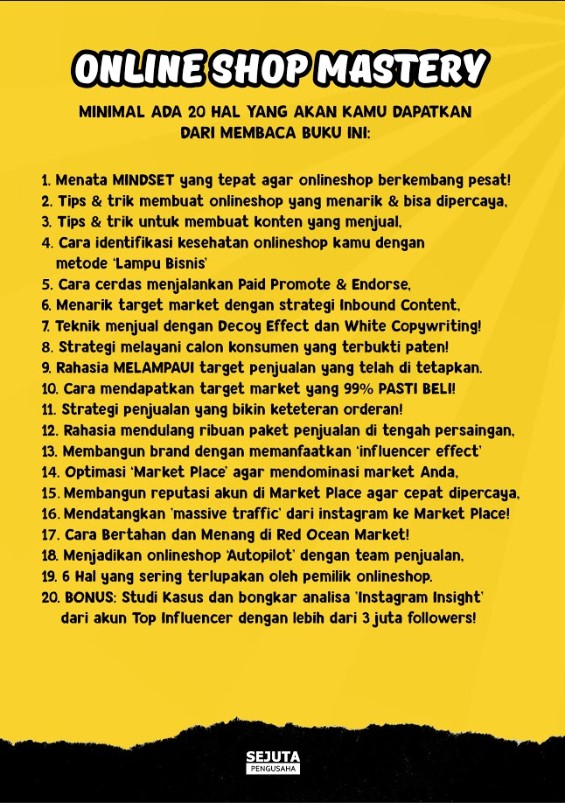 ONLINE SHOP MASTERY
MINIMAL ADA 20 HAL YANG AKAN KAMU DAPATKAN
DARI MEMBACA BUKU INI:
1. Menata MINDSET yang tepat agar onlineshop berkembang pesat!
2. Tips & trik membuat onlineshop yang menarik & bisa dipercaya,
3. Tips & trik untuk membuat konten yang menjual,
4. Cara identifikasi kesehatan onlineshop kamu dengan
metode 'Lampu Bisnis'
5. Cara cerdas menjalankan Paid Promote & Endorse,
6. Menarik target market dengan strategi Inbound Content,
7. Teknik menjual dengan Decoy Effect dan White Copywriting!
8. Strategi melayani calon konsumen yang terbukti paten!
9. Rahasia MELAMPAUI target penjualan yang telah di tetapkan.
10. Cara mendapatkan target market yang 99% PASTI BELI!
11. Strategi penjualan yang bikin keteteran orderan!
12. Rahasia mendulang ribuan paket penjualan di tengah persaingan,
13. Membangun brand dengan memanfaatkan 'influencer effect'
14. Optimasi 'Market Place' agar mendominasi market Anda,
15. Membangun reputasi akun di Market Place agar cepat dipercaya,
16. Mendatangkan 'massive traffic' dari instagram ke Market Place!
17. Cara Bertahan dan Menang di Red Ocean Market!
18. Menjadikan onlineshop 'Autopilot' dengan team penjualan,
19. 6 Hal yang sering terlupakan oleh pemilik onlineshop.
20. BONUS: Studi Kasus dan bongkar analisa 'Instagram Insight'
dari akun Top Influencer dengan lebih dari 3 juta followers!
SEJUTA
PENGUSAHA